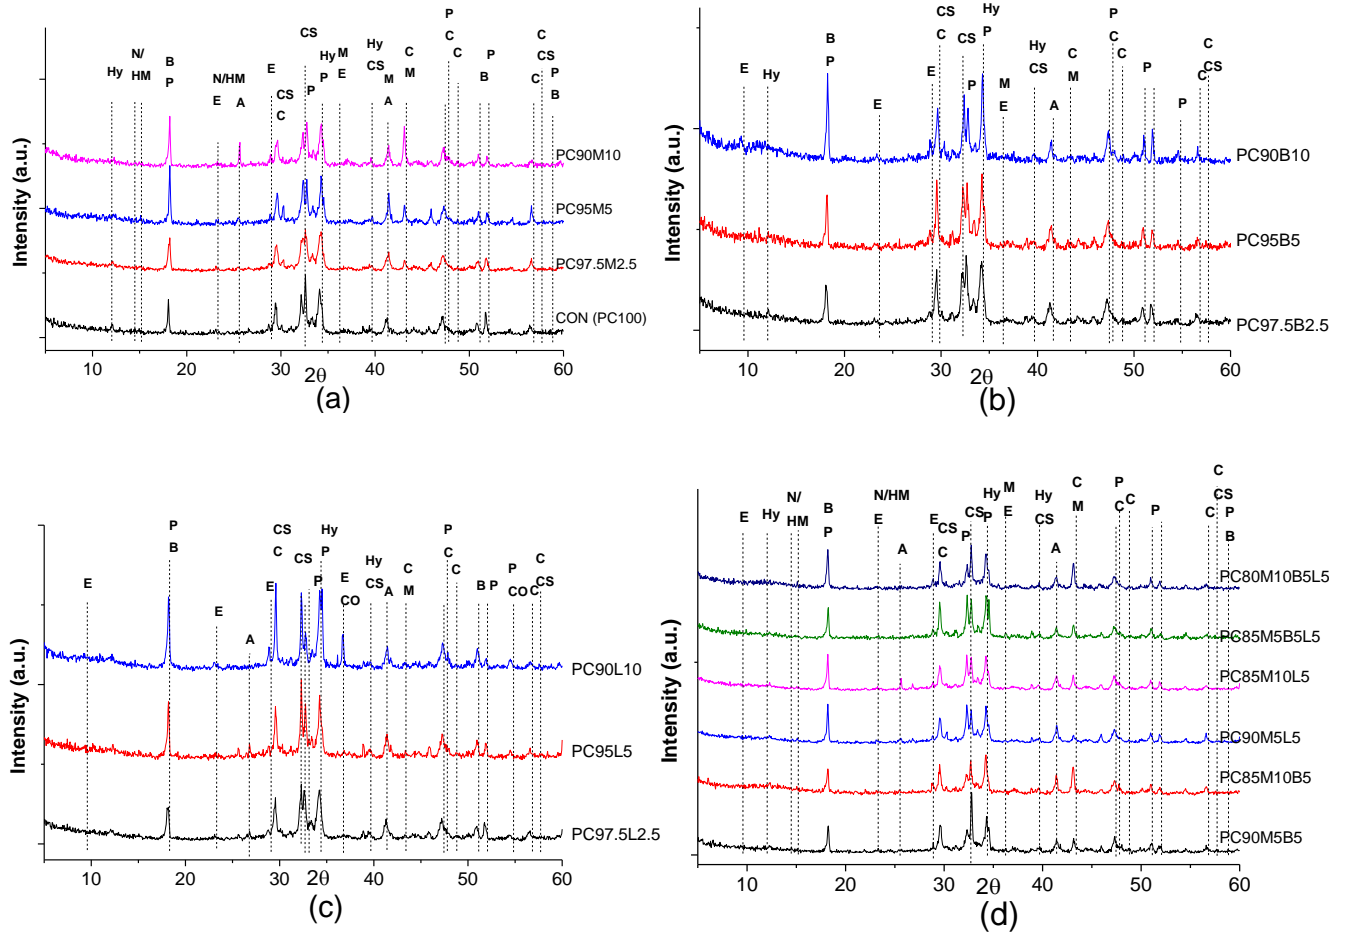 P
C
C
C
CS
P
B
C
Hy
N/
HM
B
P
N/HM
E
A
E
CS
C
CS
P
Hy
P
M
E
Hy
CS
M
A
C
M
P
B
PC90M10
PC95M5
PC97.5M2.5
CON (PC100)
Intensity (a.u.)
10
20
30
40
50
60
2θ
(a)
E
Hy
B
P
E
E
CS
C
CS
P
Hy
P
M
E
Hy
CS
A
C
M
P
C
C
P
P
C
C
CS
PC90B10
PC95B5
PC97.5B2.5
Intensity (a.u.)
10
20
30
40
50
60
2θ
(b)
E
P
B
E
A
E
CS
C
CS
P
Hy
P
E
CO
Hy
CS
A
C
M
P
C
C
B
P
P
CO
C
C
CS
PC90L10
PC95L5
PC97.5L2.5
Intensity (a.u.)
10
20
30
40
50
60
2θ
(c)
E
Hy
N/
HM
B
P
N/HM
E
A
E
CS
C
P
CS
Hy
P
M
E
Hy
CS
A
C
M
P
C
C
P
C
C
CS
P
B
PC80M10B5L5
PC85M5B5L5
PC85M10L5
PC90M5L5
PC85M10B5
PC90M5B5
Intensity (a.u.)
10
20
30
40
50
60
2θ
(d)